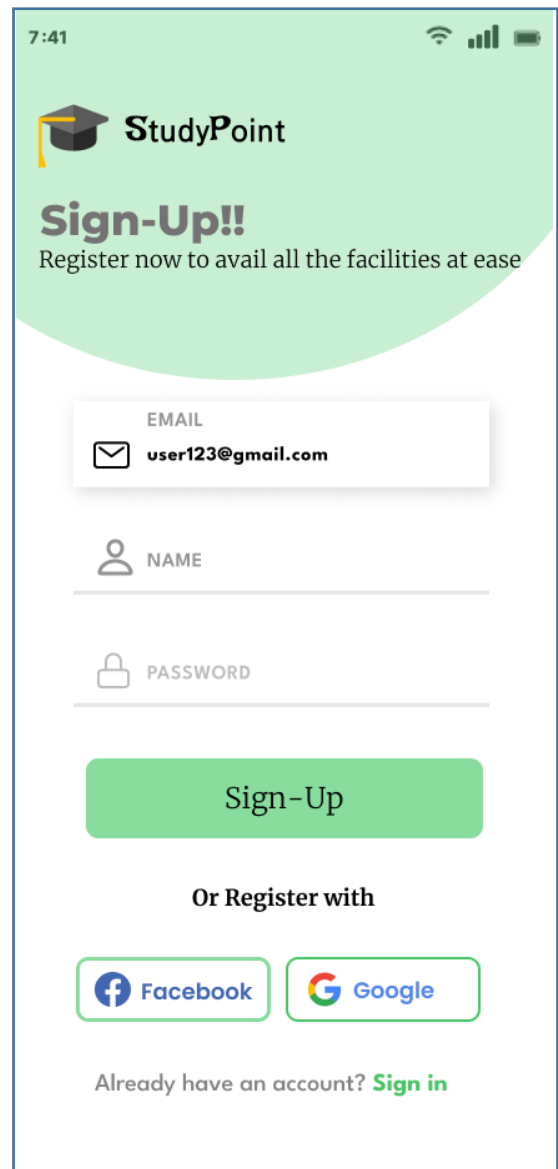 7:41
StudyPoint
Sign-Up!!
Register now to avail all the facilities at ease
EMAIL
user123@gmail.com
NAME
PASSWORD
Sign-Up
Or Register with
Facebook
Google
Already have an account? Sign in